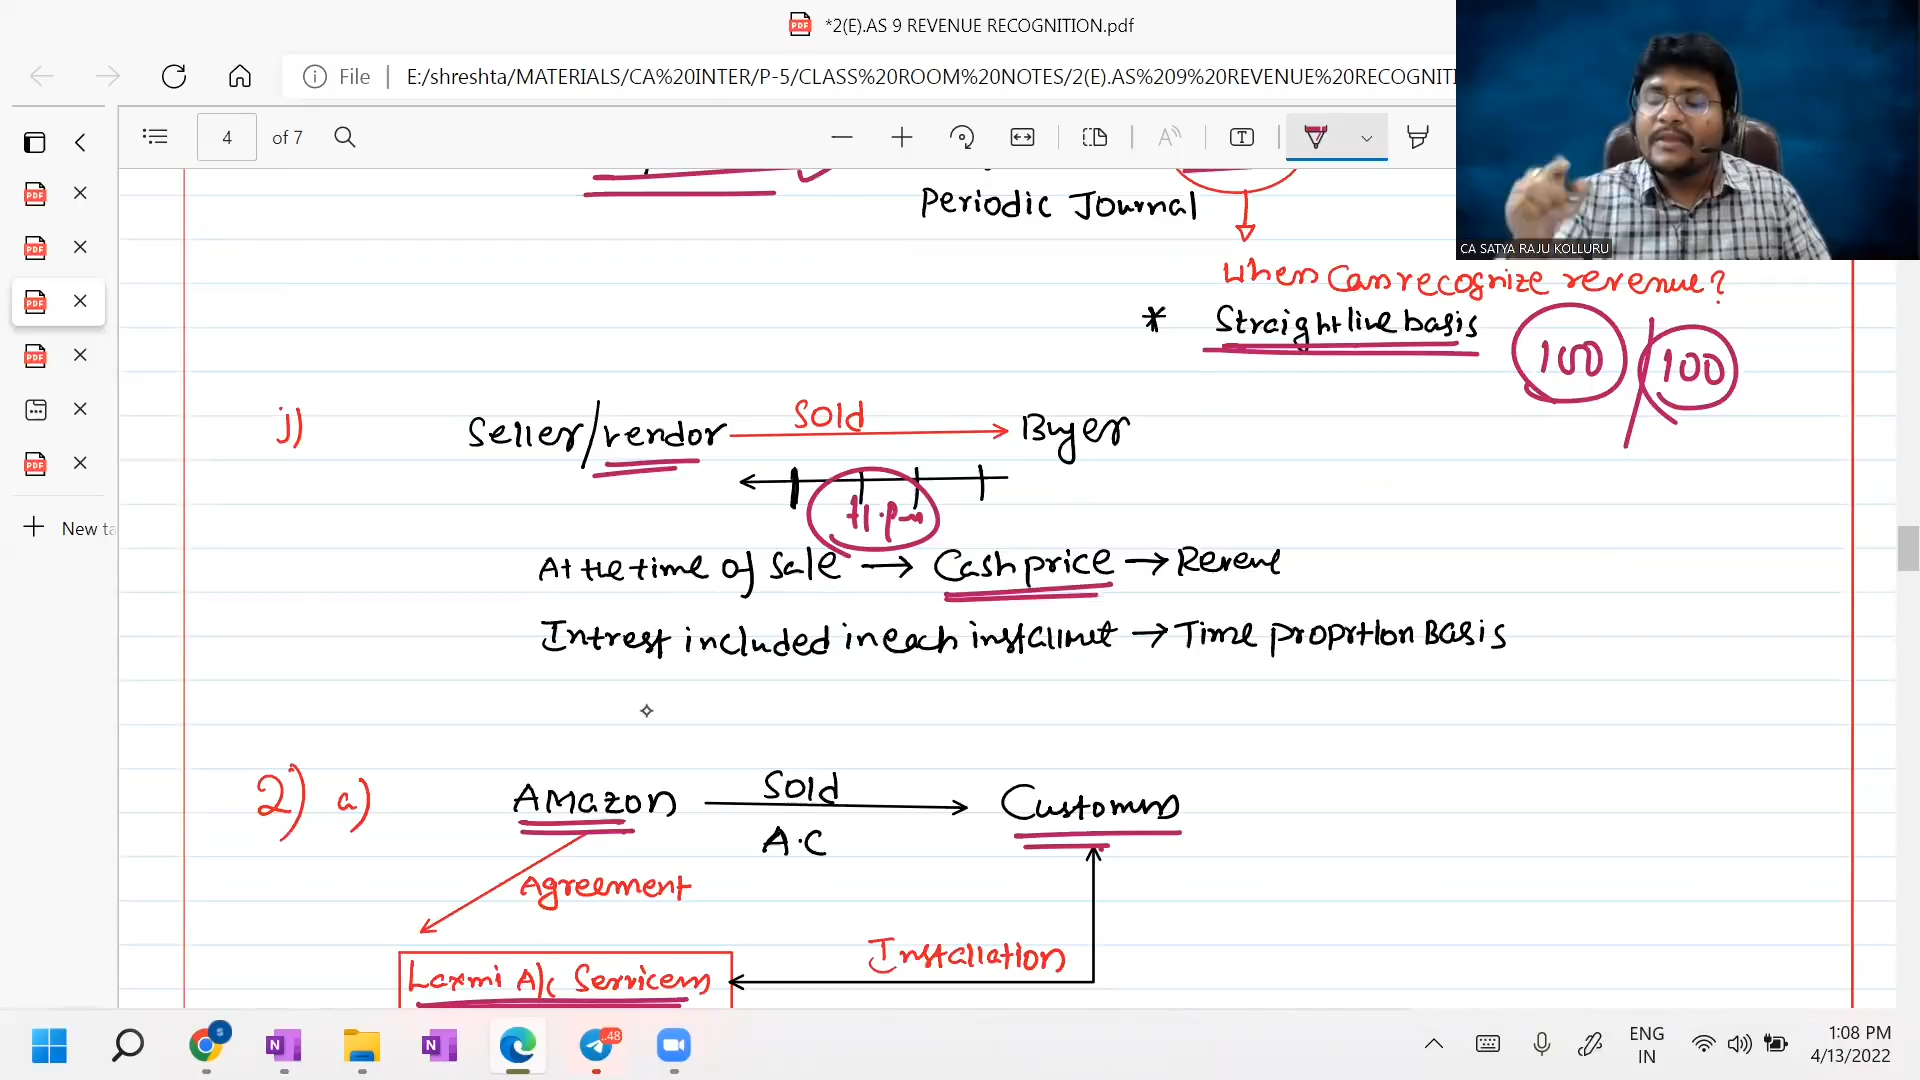 *2(E).AS 9 REVENUE RECOGNITION.pdf
File | E:/shreshta/MATERIALS/CA%20INTER/P-5/CLASS%20ROOM%20NOTES/2(E).AS%209%20REVENUE%20RECOGNITI
4 of 7
Periodic Journal
CA SATYA RAJU KOLLURU
When can recognize revenue?
* Straight line basis 100 / 100
j) Seller/vendor Sold Buyer
H.P.
At the time of sale → Cash price → Revenue
Intrest included in each instalment → Time proportion Basis
New ta
2) a) Amazon Sold Customers
A.C
Agreement
Installation
Laxmi A/c Services
48
ENG
IN
1:08 PM
4/13/2022